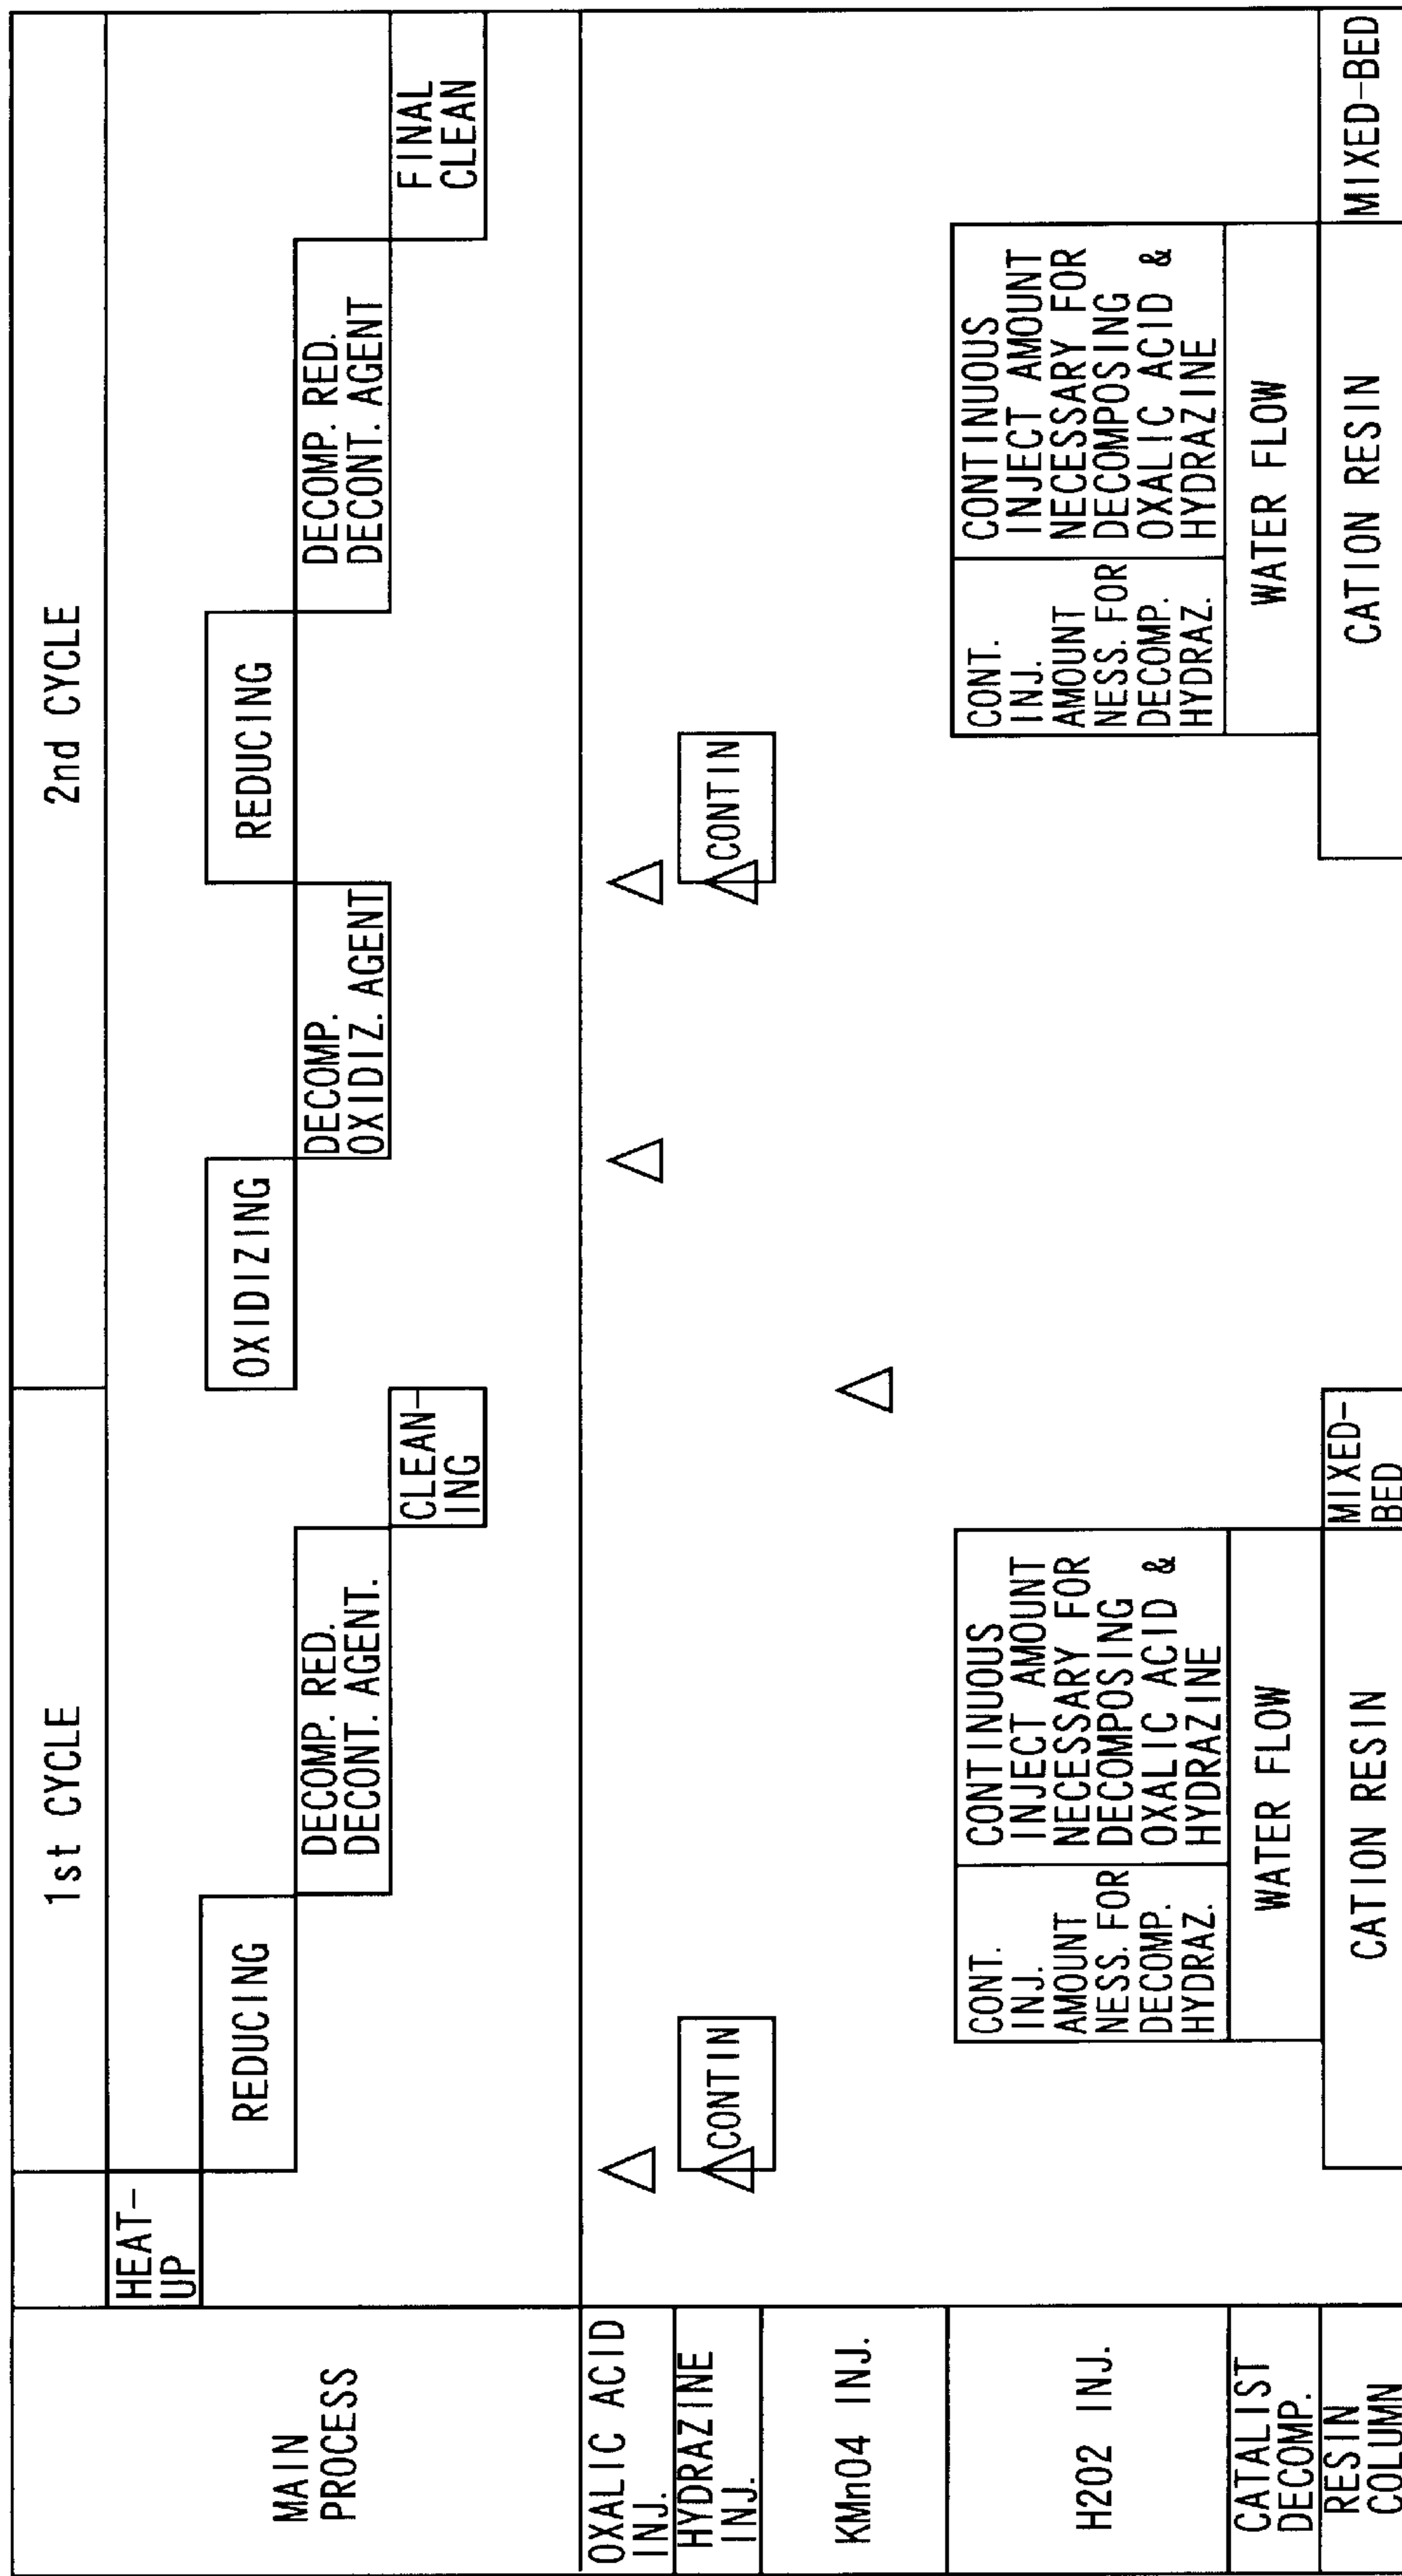 1st CYCLE
2nd CYCLE
MAIN
PROCESS
HEAT-
UP
REDUCING
DECOMP. RED.
DECONT. AGENT.
CLEAN-
ING
OXIDIZING
DECOMP.
OXIDIZ. AGENT
REDUCING
DECOMP. RED.
DECONT. AGENT
FINAL
CLEAN
OXALIC ACID
INJ.
HYDRAZINE
INJ.
CONTIN
CONTIN
KMnO4 INJ.
H2O2 INJ.
CONT.
INJ.
AMOUNT
NESS. FOR
DECOMP.
HYDRAZ.
CONTINUOUS
INJECT AMOUNT
NECESSARY FOR
DECOMPOSING
OXALIC ACID &
HYDRAZINE
CONT.
INJ.
AMOUNT
NESS. FOR
DECOMP.
HYDRAZ.
CONTINUOUS
INJECT AMOUNT
NECESSARY FOR
DECOMPOSING
OXALIC ACID &
HYDRAZINE
CATALIST
DECOMP.
WATER FLOW
WATER FLOW
RESIN
COLUMN
CATION RESIN
MIXED-
BED
CATION RESIN
MIXED-BED